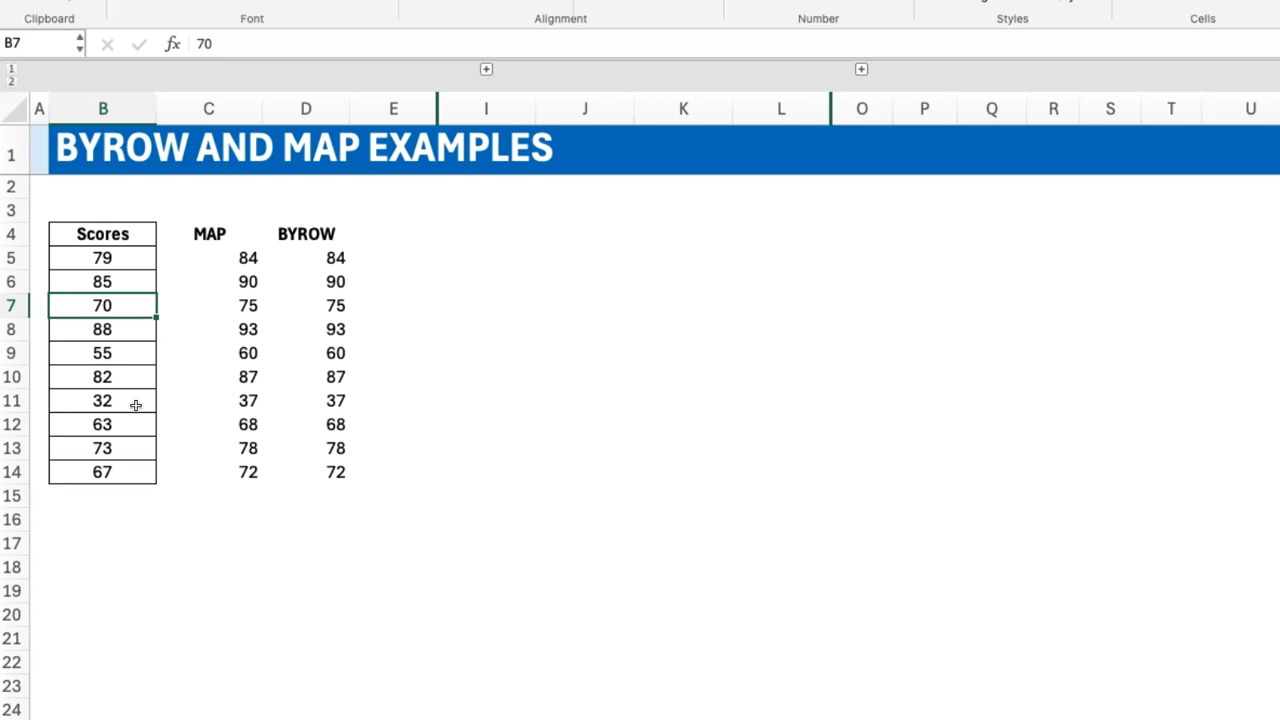 Clipboard Font Alignment Number Styles Cells
B7 fx 70
1
2
A B C D E I J K L O P Q R S T U
1 BYROW AND MAP EXAMPLES
2
3
4 Scores MAP BYROW
5 79 84 84
6 85 90 90
7 70 75 75
8 88 93 93
9 55 60 60
10 82 87 87
11 32 37 37
12 63 68 68
13 73 78 78
14 67 72 72
15
16
17
18
19
20
21
22
23
24